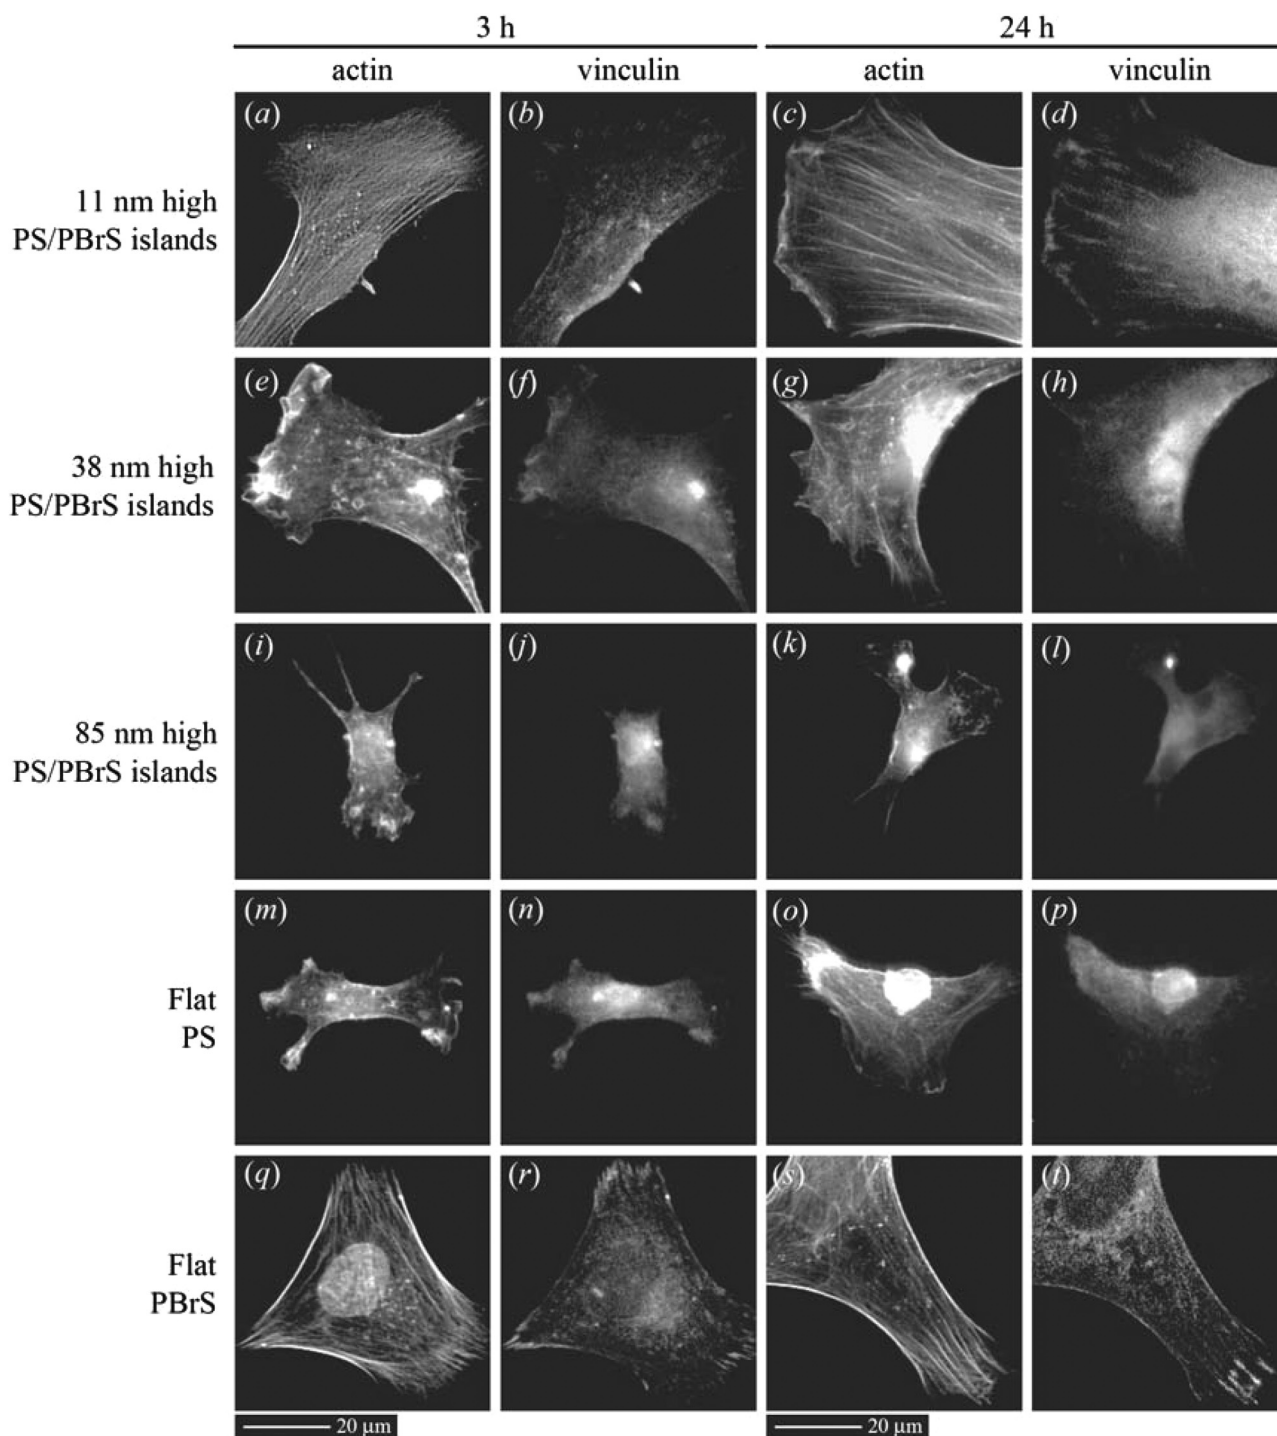 3 h 24 h
actin vinculin actin vinculin
(a) (b) (c) (d)
11 nm high
PS/PBrS islands
(e) (f) (g) (h)
38 nm high
PS/PBrS islands
(i) (j) (k) (l)
85 nm high
PS/PBrS islands
(m) (n) (o) (p)
Flat
PS
(q) (r) (s) (t)
Flat
PBrS
20 μm 20 μm